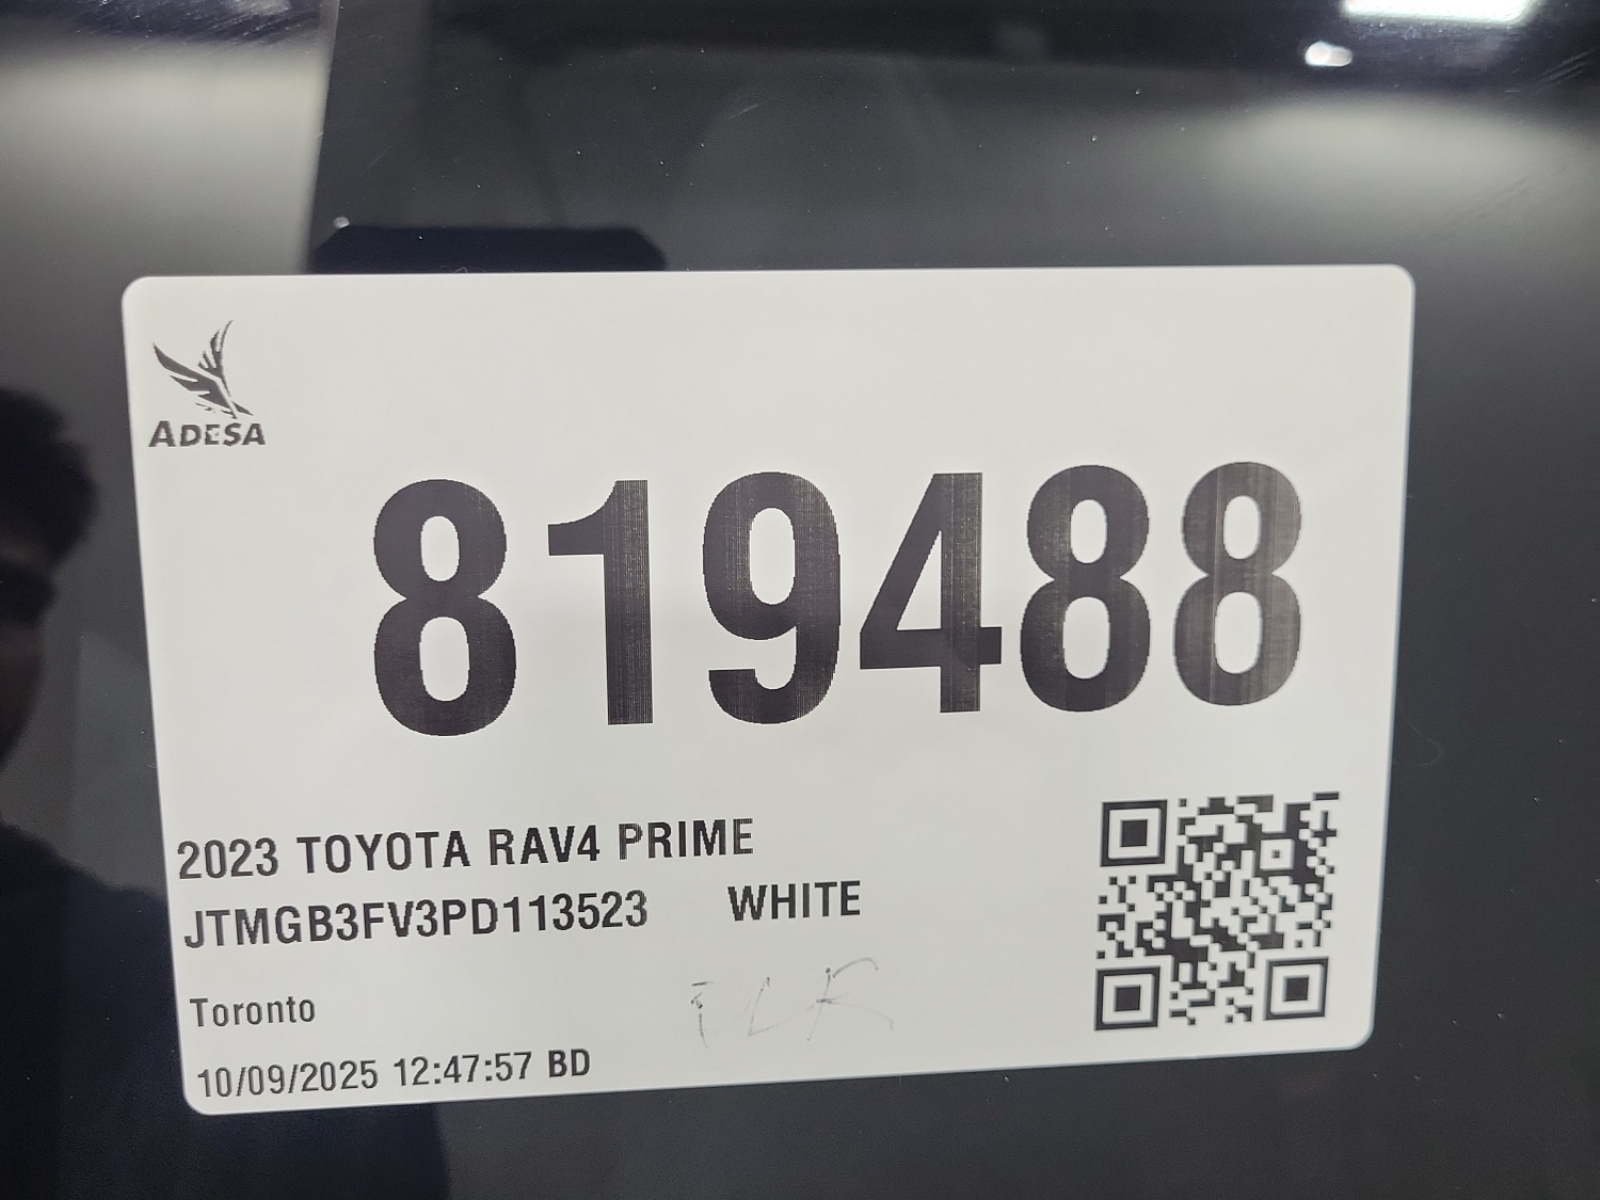 ADESA
819488
2023 TOYOTA RAV4 PRIME
JTMGB3FV3PD113523 WHITE
Toronto
10/09/2025 12:47:57 BD